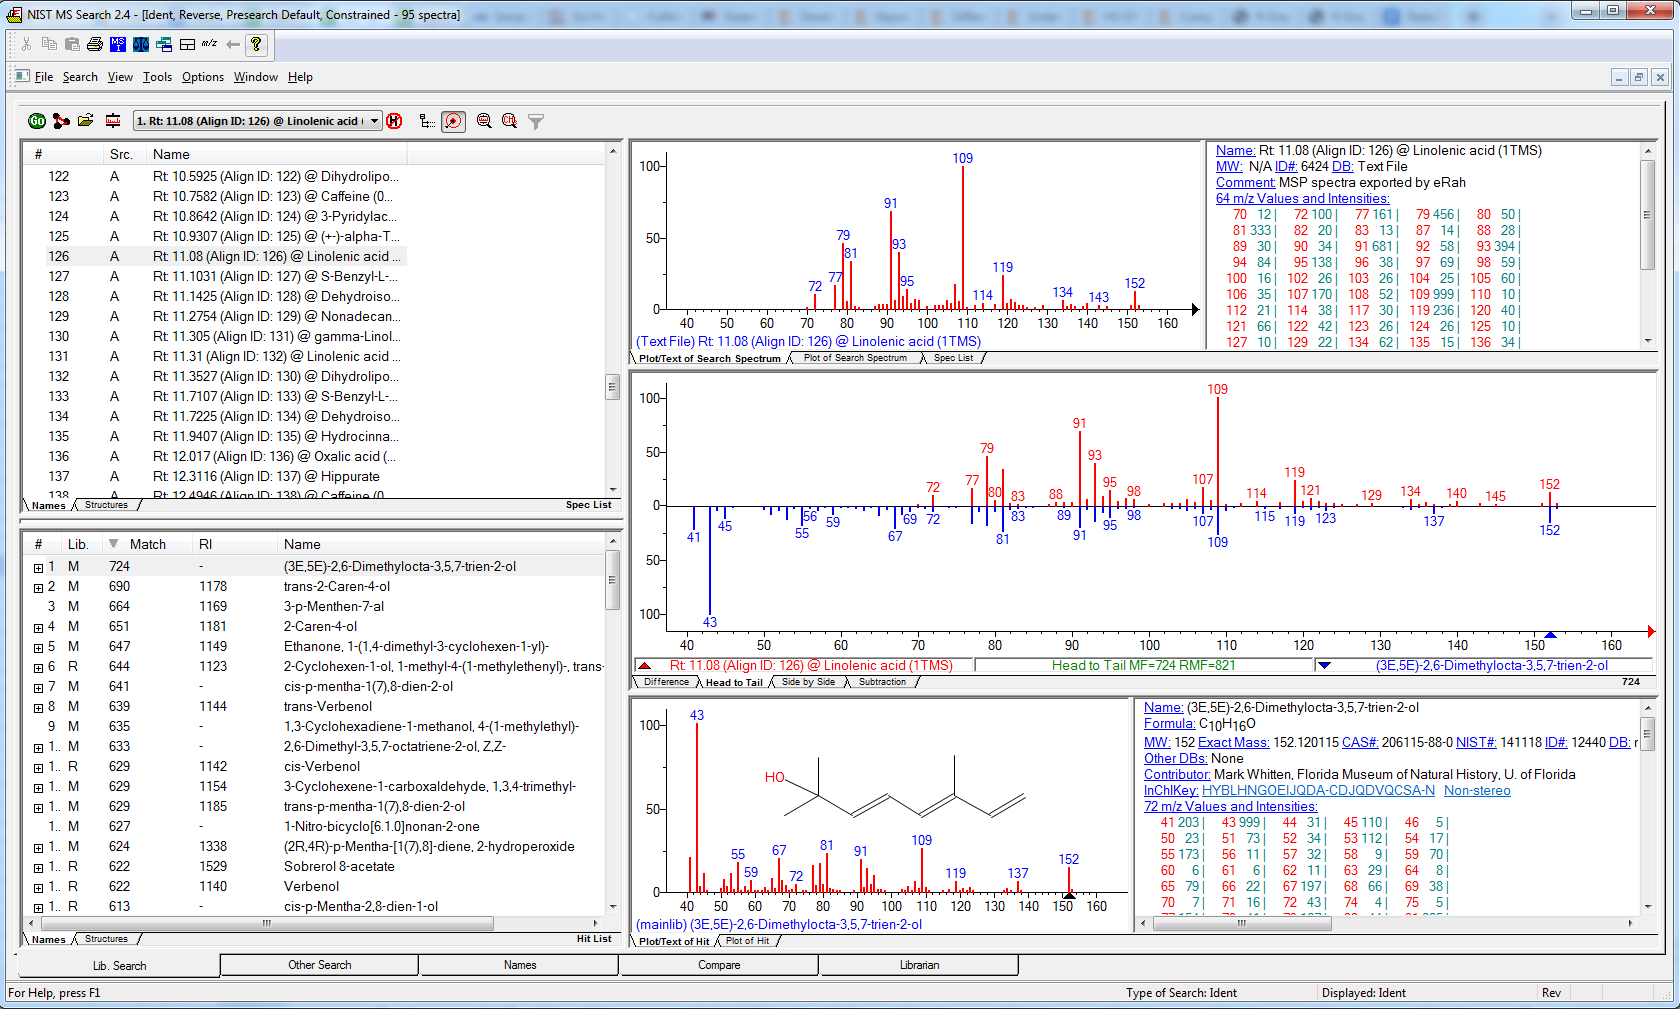 NIST MS Search 2.4 - [Ident, Reverse, Presearch Default, Constrained - 95 spectra]
File Search View Tools Options Window Help
1. Rt: 11.08 (Align ID: 126) @ Linolenic acid (
# Src. Name
122 A Rt: 10.5925 (Align ID: 122) @ Dihydrolipo...
123 A Rt: 10.7582 (Align ID: 123) @ Caffeine (0...
124 A Rt: 10.8642 (Align ID: 124) @ 3-Pyridylac...
125 A Rt: 10.9307 (Align ID: 125) @ (+-)-alpha-T...
126 A Rt: 11.08 (Align ID: 126) @ Linolenic acid ...
127 A Rt: 11.1031 (Align ID: 127) @ S-Benzyl-L-...
128 A Rt: 11.1425 (Align ID: 128) @ Dehydroiso...
129 A Rt: 11.2754 (Align ID: 129) @ Nonadecan...
130 A Rt: 11.305 (Align ID: 131) @ gamma-Linol...
131 A Rt: 11.31 (Align ID: 132) @ Linolenic acid ...
132 A Rt: 11.3527 (Align ID: 130) @ Dihydrolipo...
133 A Rt: 11.7107 (Align ID: 133) @ S-Benzyl-L-...
134 A Rt: 11.7225 (Align ID: 134) @ Dehydroiso...
135 A Rt: 11.9407 (Align ID: 135) @ Hydrocinna...
136 A Rt: 12.017 (Align ID: 136) @ Oxalic acid (...
137 A Rt: 12.3116 (Align ID: 137) @ Hippurate
138 A Rt: 12.4946 (Align ID: 138) @ Caffeine (0
Names Structures Spec List
# Lib. Match RI Name
1 M 724 - (3E,5E)-2,6-Dimethylocta-3,5,7-trien-2-ol
2 M 690 1178 trans-2-Caren-4-ol
3 M 664 1169 3-p-Menthen-7-al
4 M 651 1181 2-Caren-4-ol
5 M 647 1149 Ethanone, 1-(1,4-dimethyl-3-cyclohexen-1-yl)-
6 R 644 1123 2-Cyclohexen-1-ol, 1-methyl-4-(1-methylethenyl)-, trans-
7 M 641 - cis-p-mentha-1(7),8-dien-2-ol
8 M 639 1144 trans-Verbenol
9 M 635 - 1,3-Cyclohexadiene-1-methanol, 4-(1-methylethyl)-
1.. M 633 - 2,6-Dimethyl-3,5,7-octatriene-2-ol, Z,Z-
1.. R 629 1142 cis-Verbenol
1.. R 629 1154 3-Cyclohexene-1-carboxaldehyde, 1,3,4-trimethyl-
1.. M 629 1185 trans-p-mentha-1(7),8-dien-2-ol
1.. M 627 - 1-Nitro-bicyclo[6.1.0]nonan-2-one
1.. M 624 1338 (2R,4R)-p-Mentha-[1(7),8]-diene, 2-hydroperoxide
1.. R 622 1529 Sobrerol 8-acetate
1.. R 622 1140 Verbenol
1.. R 613 - cis-p-Mentha-2,8-dien-1-ol
Names Structures Hit List
100
50
0
109
91
79
93
81
119
72 77 95 114 134 143 152
40 50 60 70 80 90 100 110 120 130 140 150 160
(Text File) Rt: 11.08 (Align ID: 126) @ Linolenic acid (1TMS)
Plot/Text of Search Spectrum Plot of Search Spectrum Spec List
Name: Rt: 11.08 (Align ID: 126) @ Linolenic acid (1TMS)
MW: N/A ID#: 6424 DB: Text File
Comment: MSP spectra exported by eRah
64 m/z Values and Intensities:
70 12 | 72 100 | 77 161 | 79 456 | 80 50 |
81 333 | 82 20 | 83 13 | 87 14 | 88 28 |
89 30 | 90 34 | 91 681 | 92 58 | 93 394 |
94 84 | 95 138 | 96 38 | 97 69 | 98 59 |
100 16 | 102 26 | 103 26 | 104 25 | 105 60 |
106 35 | 107 170 | 108 52 | 109 999 | 110 10 |
112 21 | 114 38 | 117 30 | 119 236 | 120 40 |
121 66 | 122 42 | 123 26 | 124 26 | 125 10 |
127 10 | 129 22 | 134 62 | 135 15 | 136 34 |
100
50
0
50
100
109
91
79 93
72 77 80 83 88 95 98 107 114 119 121 129 134 140 145 152
41 45 55 56 59 67 69 72 81 83 89 91 95 98 107 109 115 119 123 137 152
43
40 50 60 70 80 90 100 110 120 130 140 150 160
Rt: 11.08 (Align ID: 126) @ Linolenic acid (1TMS) Head to Tail MF=724 RMF=821 (3E,5E)-2,6-Dimethylocta-3,5,7-trien-2-ol
Difference Head to Tail Side by Side Subtraction 724
100
50
0
43
HO
55 59 67 72 81 91 109 119 137 152
40 50 60 70 80 90 100 110 120 130 140 150 160
(mainlib) (3E,5E)-2,6-Dimethylocta-3,5,7-trien-2-ol
Plot/Text of Hit Plot of Hit
Name: (3E,5E)-2,6-Dimethylocta-3,5,7-trien-2-ol
Formula: C10H16O
MW: 152 Exact Mass: 152.120115 CAS#: 206115-88-0 NIST#: 141118 ID#: 12440 DB:
Other DBs: None
Contributor: Mark Whitten, Florida Museum of Natural History, U. of Florida
InChIKey: HYBLHNGOEIJQDA-CDJQDVQCSA-N Non-stereo
72 m/z Values and Intensities:
41 203 | 43 999 | 44 31 | 45 110 | 46 5 |
50 23 | 51 73 | 52 34 | 53 112 | 54 17 |
55 173 | 56 11 | 57 32 | 58 9 | 59 70 |
60 6 | 61 6 | 62 11 | 63 29 | 64 8 |
65 79 | 66 22 | 67 197 | 68 66 | 69 38 |
70 7 | 71 16 | 72 43 | 74 4 | 75 5 |
Lib. Search Other Search Names Compare Librarian
For Help, press F1 Type of Search: Ident Displayed: Ident Rev